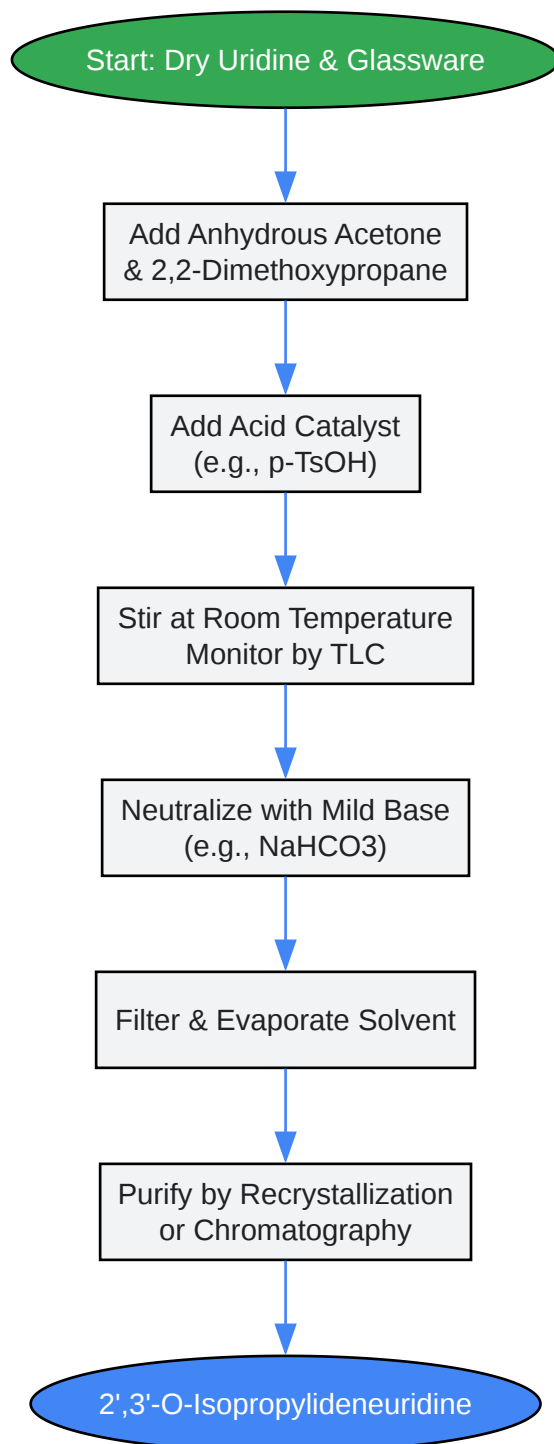 Start: Dry Uridine & Glassware
Add Anhydrous Acetone
& 2,2-Dimethoxypropane
Add Acid Catalyst
(e.g., p-TsOH)
Stir at Room Temperature
Monitor by TLC
Neutralize with Mild Base
(e.g., NaHCO3)
Filter & Evaporate Solvent
Purify by Recrystallization
or Chromatography
2',3'-O-Isopropylideneuridine